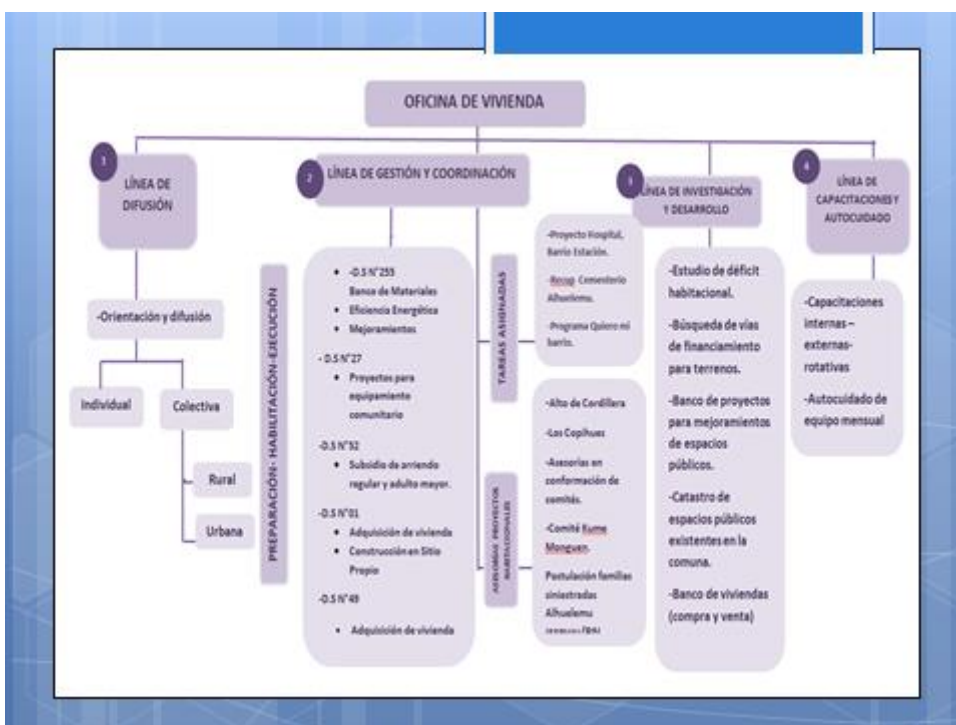 OFICINA DE VIVIENDA
1
LÍNEA DE
DIFUSIÓN
-Orientación y difusión
Individual
Colectiva
Rural
Urbana
2
LÍNEA DE GESTIÓN Y COORDINACIÓN
PREPARACIÓN- HABILITACIÓN-EJECUCIÓN
• -D.S N°255
Banco de Materiales
• Eficiencia Energética
• Mejoramientos
- D.S N°27
• Proyectos para
equipamiento
comunitario
-D.S N°52
• Subsidio de arriendo
regular y adulto mayor.
-D.S N°01
• Adquisición de vivienda
• Construcción en Sitio
Propio
-D.S N°49
• Adquisición de vivienda
TAREAS ASIGNADAS
-Proyecto Hospital,
Barrio Estación.
-Recup. Cementerio
Alhuelemu.
-Programa Quiero mi
barrio.
ASESORÍAS PROYECTOS
HABITACIONALES
-Alto de Cordillera
-Los Copihues
-Asesorías en
conformación de
comités.
-Comité Kume
Monguen.
Postulación familias
siniestradas
Alhuelemu
3
LÍNEA DE INVESTIGACIÓN
Y DESARROLLO
-Estudio de déficit
habitacional.
-Búsqueda de vías
de financiamiento
para terrenos.
-Banco de proyectos
para mejoramientos
de espacios
públicos.
-Catastro de
espacios públicos
existentes en la
comuna.
-Banco de viviendas
(compra y venta)
4
LÍNEA DE
CAPACITACIONES Y
AUTOCUIDADO
-Capacitaciones
internas –
externas-
rotativas
-Autocuidado de
equipo mensual